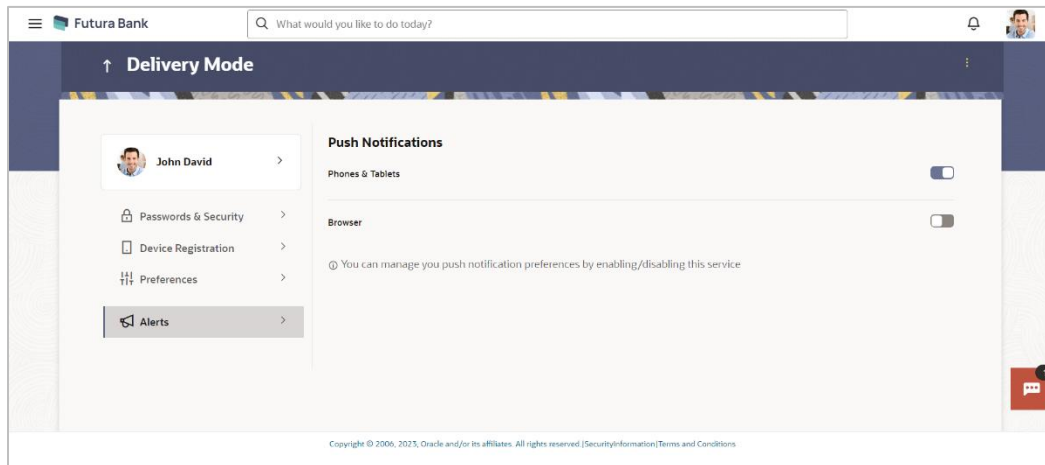 Futura Bank
What would you like to do today?
Delivery Mode
John David
Passwords & Security
Device Registration
Preferences
Alerts
Push Notifications
Phones & Tablets
Browser
You can manage you push notification preferences by enabling/disabling this service
Copyright © 2006, 2023, Oracle and/or its affiliates. All rights reserved.|SecurityInformation|Terms and Conditions